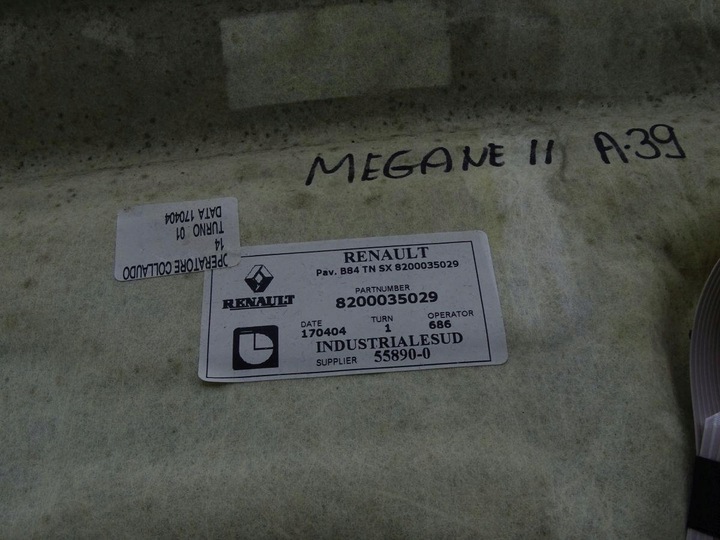 MEGANE II A-39
OPERATORE COLLAUDO
14
TURNO 01
DATA 170404
RENAULT
Pav. B84 TN SX 8200035029
RENAULT
PARTNUMBER
8200035029
DATE TURN OPERATOR
170404 1 686
INDUSTRIALESUD
SUPPLIER 55890-0